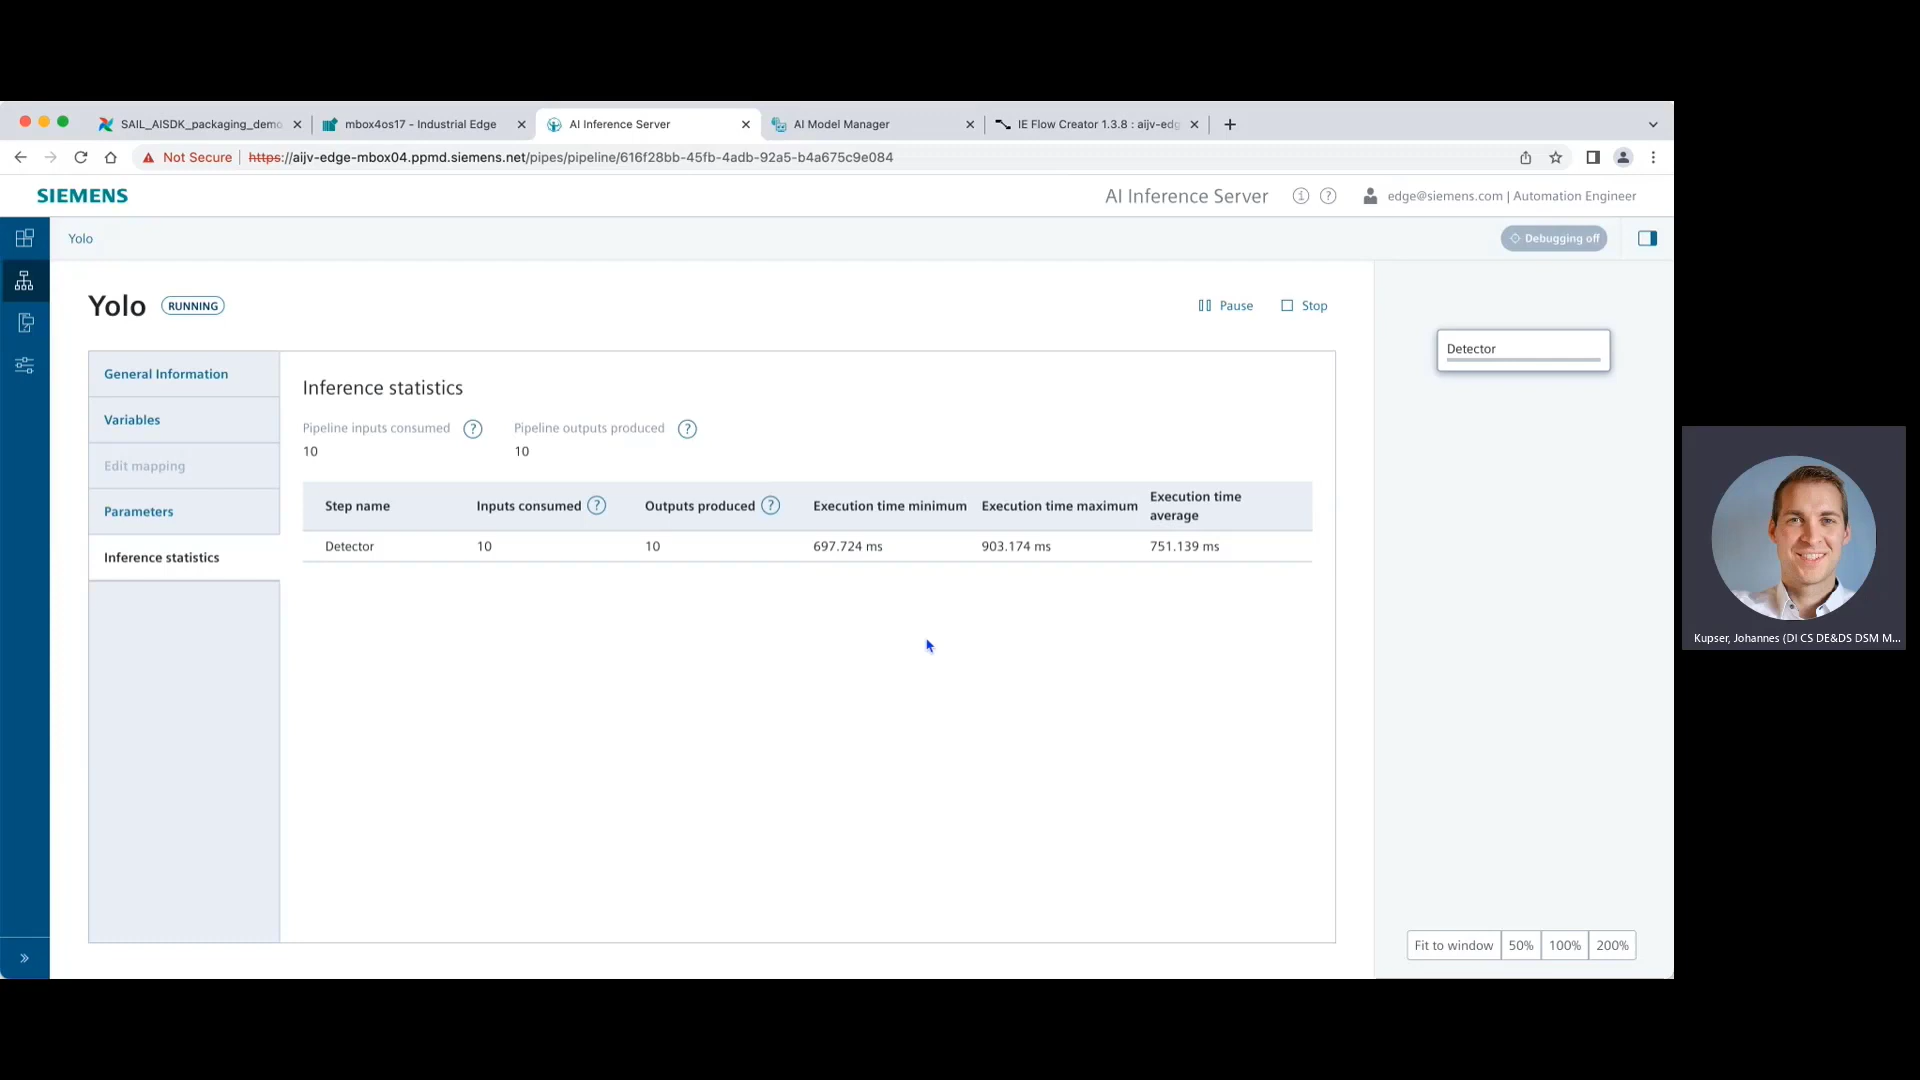 SAIL_AISDK_packaging_demo
mbox4os17 - Industrial Edge
AI Inference Server
AI Model Manager
IE Flow Creator 1.3.8 : aijv-edg
Not Secure
https://aijv-edge-mbox04.ppmd.siemens.net/pipes/pipeline/616f28bb-45fb-4adb-92a5-b4a675c9e084
SIEMENS
AI Inference Server
edge@siemens.com | Automation Engineer
Yolo
Debugging off
Yolo
RUNNING
Pause
Stop
Detector
General Information
Variables
Edit mapping
Parameters
Inference statistics
Inference statistics
Pipeline inputs consumed ?
Pipeline outputs produced ?
10
10
Step name
Inputs consumed ?
Outputs produced ?
Execution time minimum
Execution time maximum
Execution time
average
Detector
10
10
697.724 ms
903.174 ms
751.139 ms
Kupser, Johannes (DI CS DE&DS DSM M...
Fit to window
50%
100%
200%